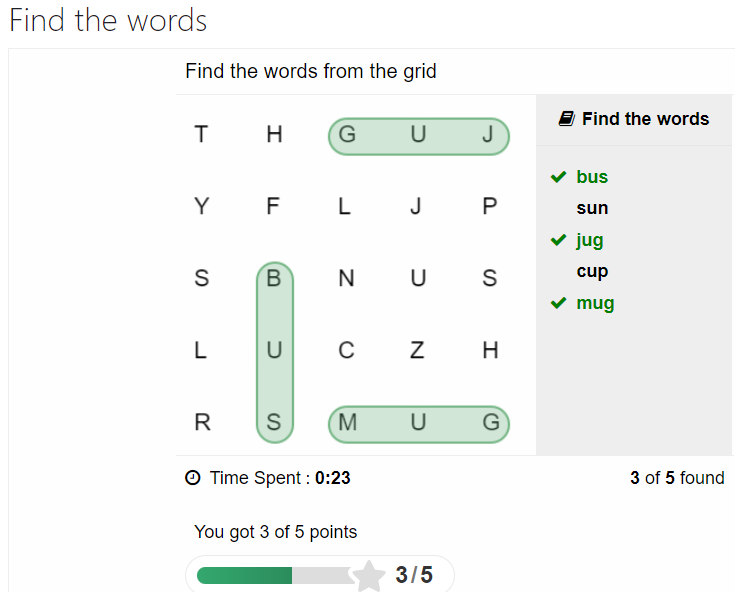 Find the words
Find the words from the grid
T H G U J
Y F L J P
S B N U S
L U C Z H
R S M U G
Find the words
bus
sun
jug
cup
mug
Time Spent : 0:23
3 of 5 found
You got 3 of 5 points
3/5